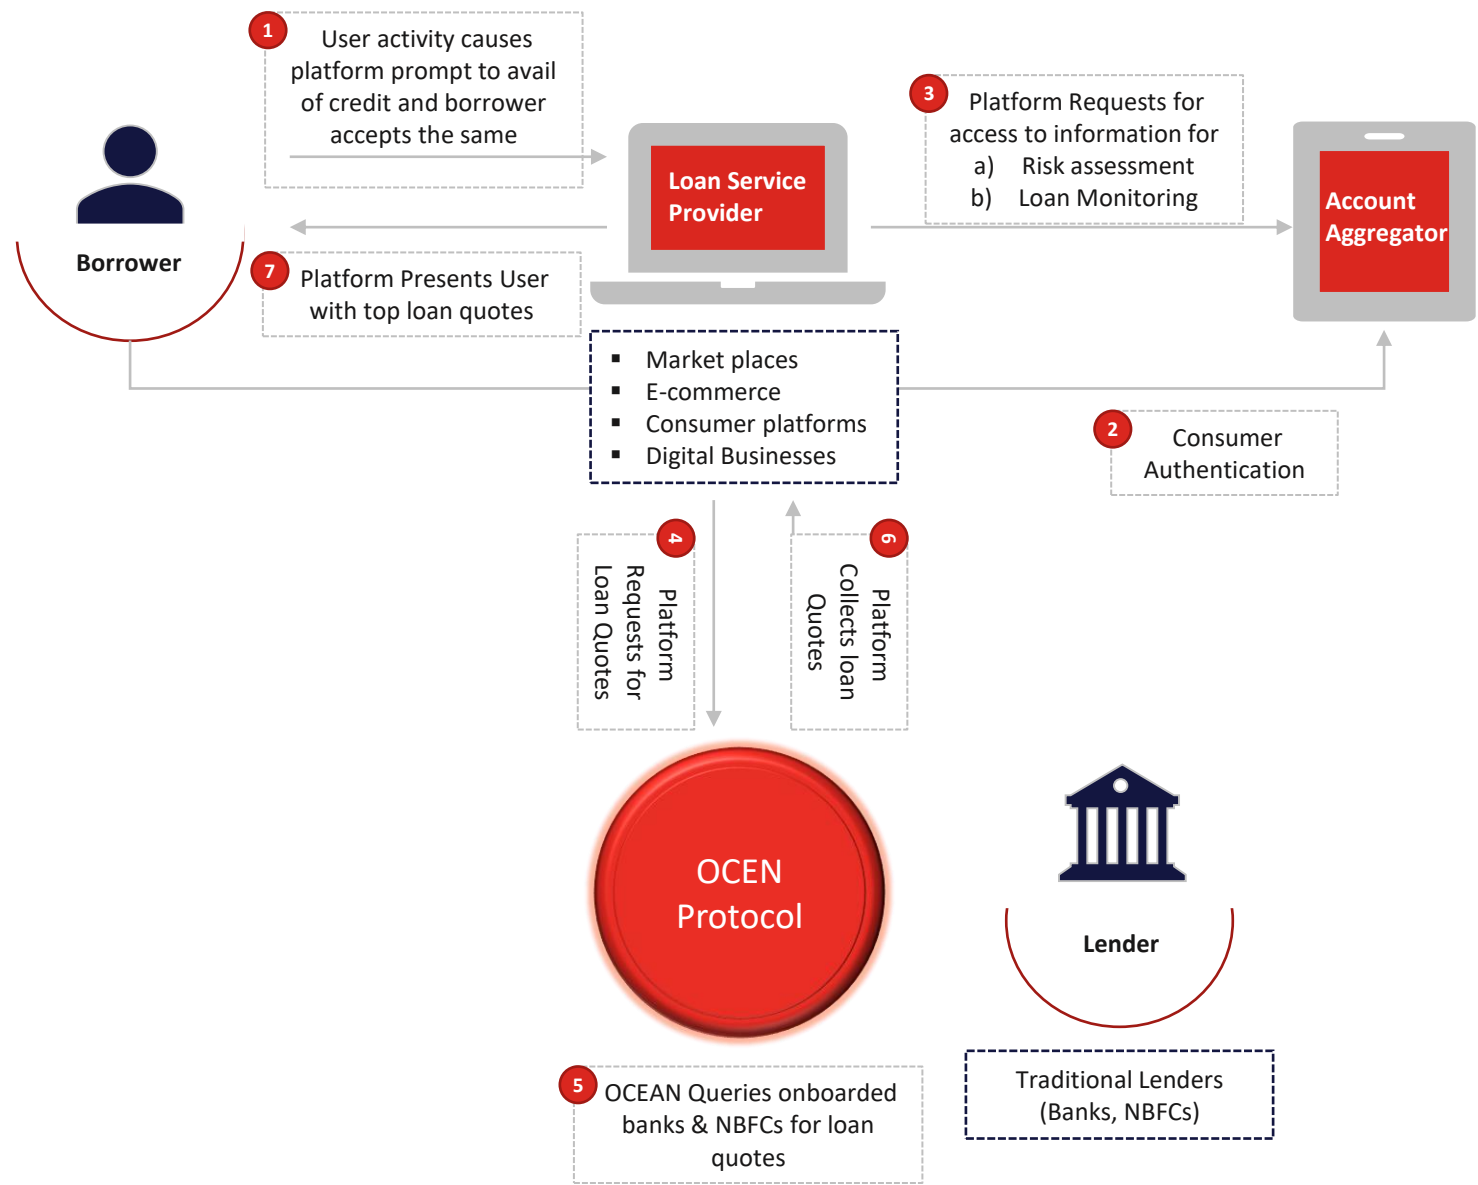 1
User activity causes
platform prompt to avail
of credit and borrower
accepts the same
3
Platform Requests for
access to information for
a) Risk assessment
b) Loan Monitoring
Loan Service
Provider
Account
Aggregator
Borrower
7
Platform Presents User
with top loan quotes
▪ Market places
▪ E-commerce
▪ Consumer platforms
▪ Digital Businesses
2
Consumer
Authentication
4
Platform
Requests for
Loan Quotes
6
Platform
Collects loan
Quotes
OCEN
Protocol
Lender
5
OCEAN Queries onboarded
banks & NBFCs for loan
quotes
Traditional Lenders
(Banks, NBFCs)